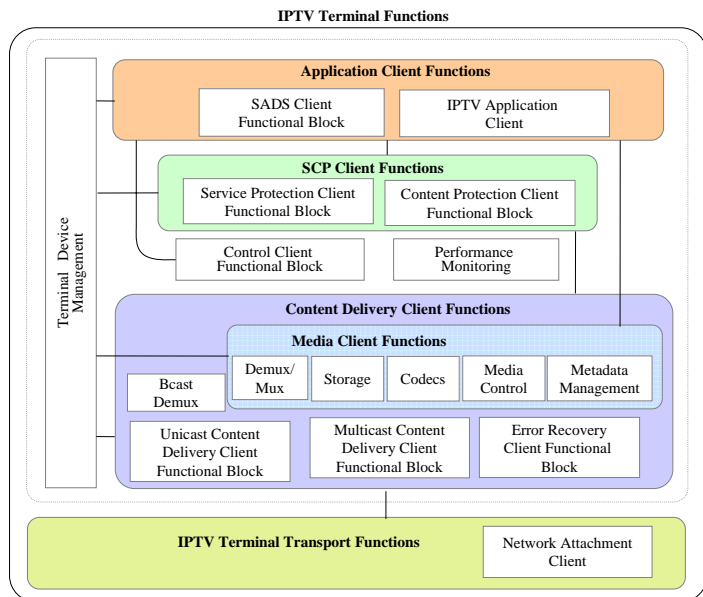 IPTV Terminal Functions
Terminal Device
Management
Application Client Functions
SADS Client
Functional Block
IPTV Application
Client
SCP Client Functions
Service Protection Client
Functional Block
Content Protection Client
Functional Block
Control Client
Functional Block
Performance
Monitoring
Content Delivery Client Functions
Media Client Functions
Demux/
Mux
Storage
Codecs
Media
Control
Metadata
Management
Bcast
Demux
Unicast Content
Delivery Client
Functional Block
Multicast Content
Delivery Client
Functional Block
Error Recovery
Client Functional
Block
IPTV Terminal Transport Functions
Network Attachment
Client